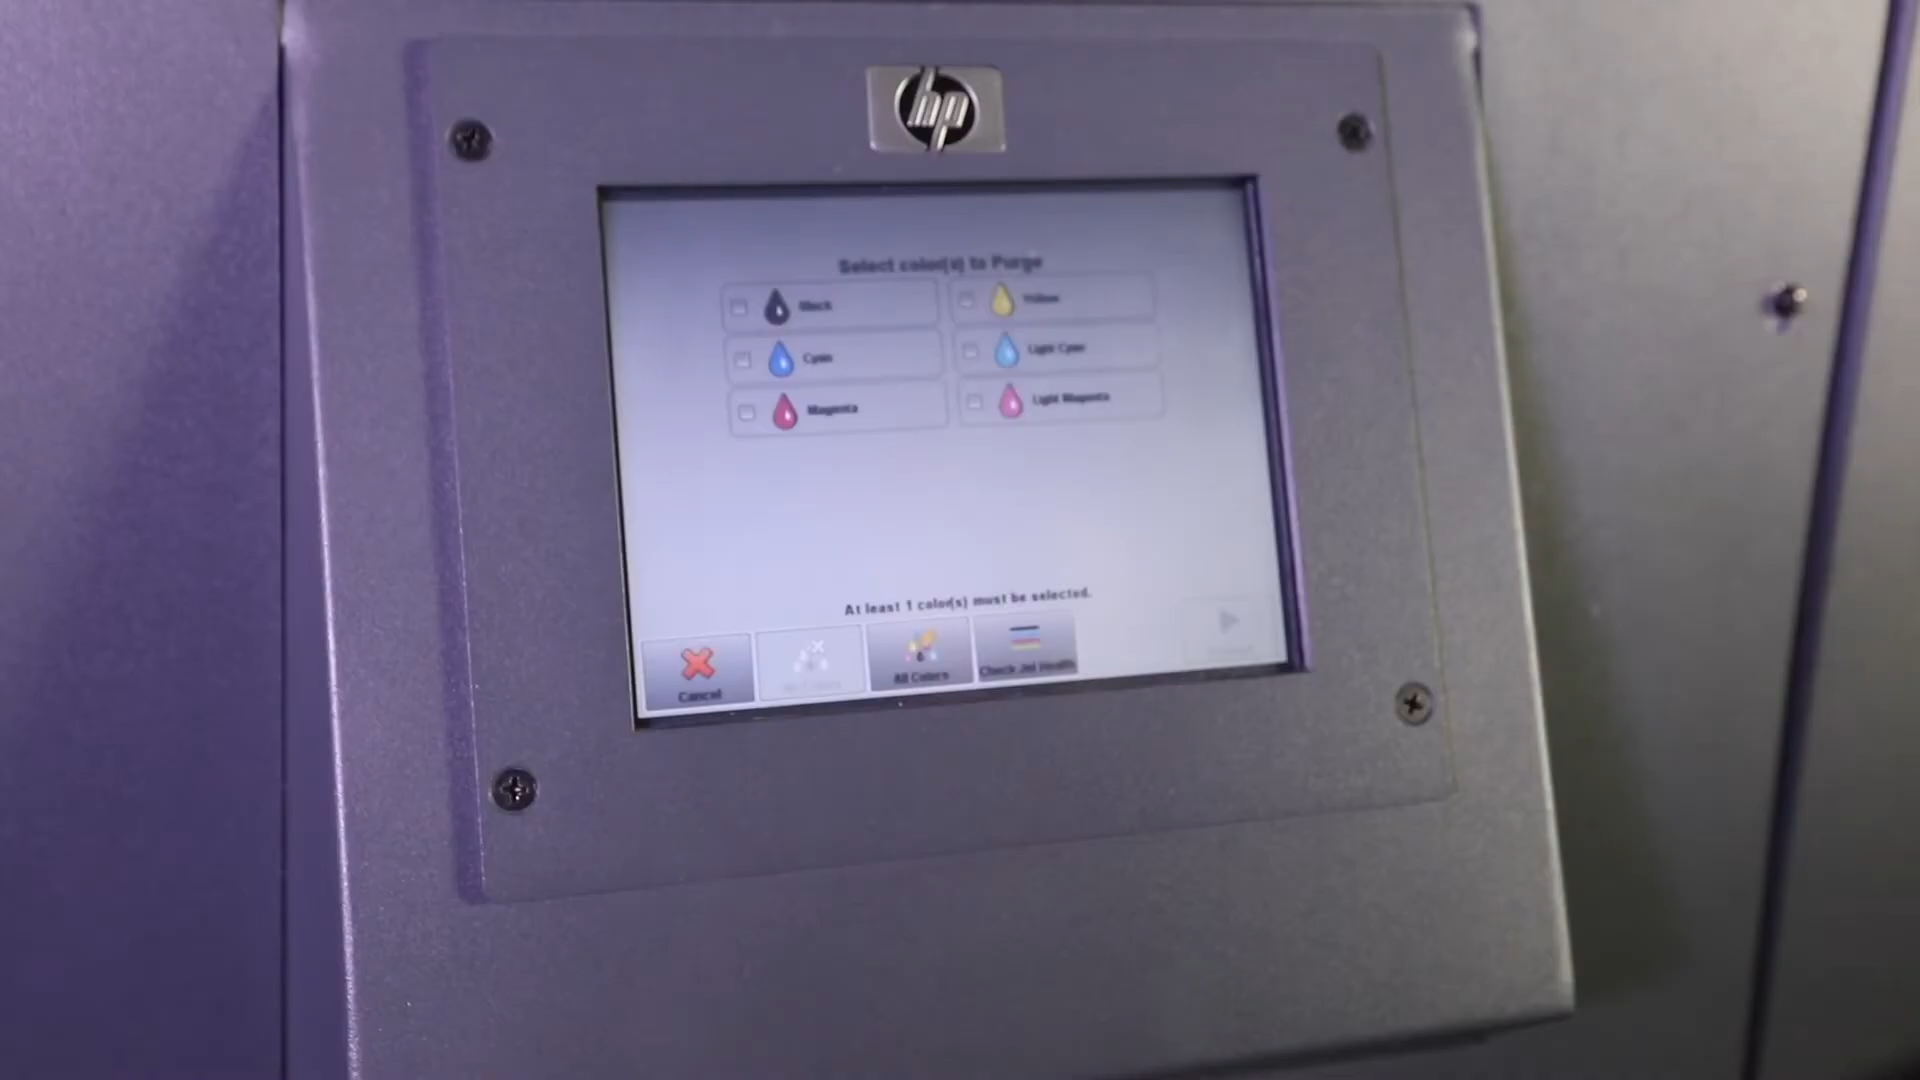 hp
Select color(s) to Purge
Black
Yellow
Cyan
Light Cyan
Magenta
Light Magenta
At least 1 color(s) must be selected.
Cancel
All Colors
Check Jet Health